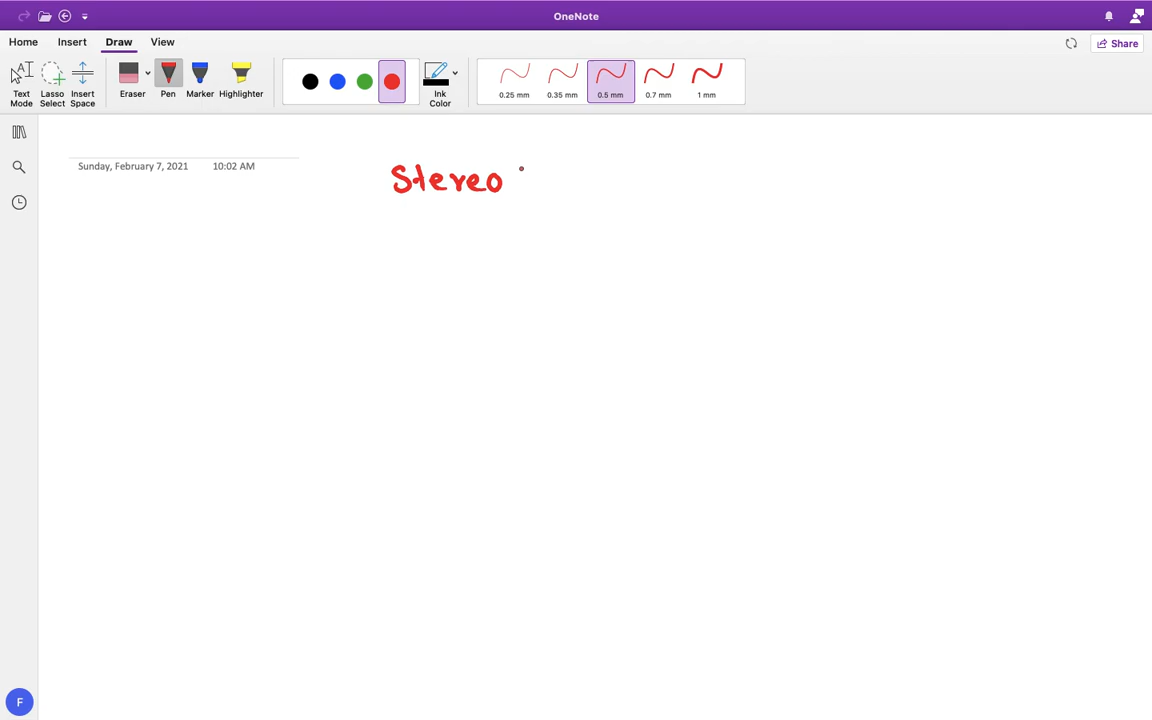 OneNote
Home Insert Draw View
Share
Text Mode
Lasso Select
Insert Space
Eraser
Pen
Marker
Highlighter
Ink Color
0.25 mm
0.35 mm
0.5 mm
0.7 mm
1 mm
Sunday, February 7, 2021 10:02 AM
Stereo
F